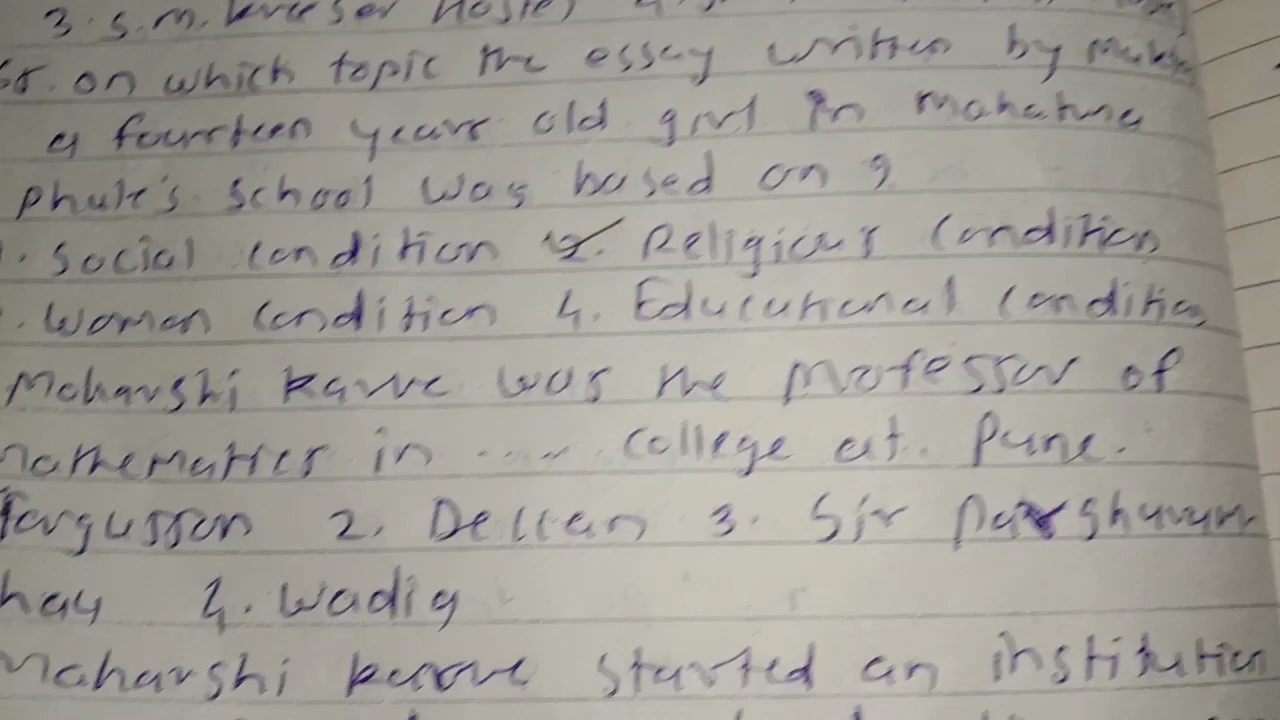 3. S.M.
on which topic the essay written by
a fourteen years old girl in mahatma
phule's school was based on ?
. Social condition 2. Religious Condition
. Woman Condition 4. Educational Condition
Maharshi Karve was the professor of
mathematics in .... College at. Pune.
Fergusson 2. Deccan 3. Sir Parshuram
4. Wadia
Maharshi Karve started an institution